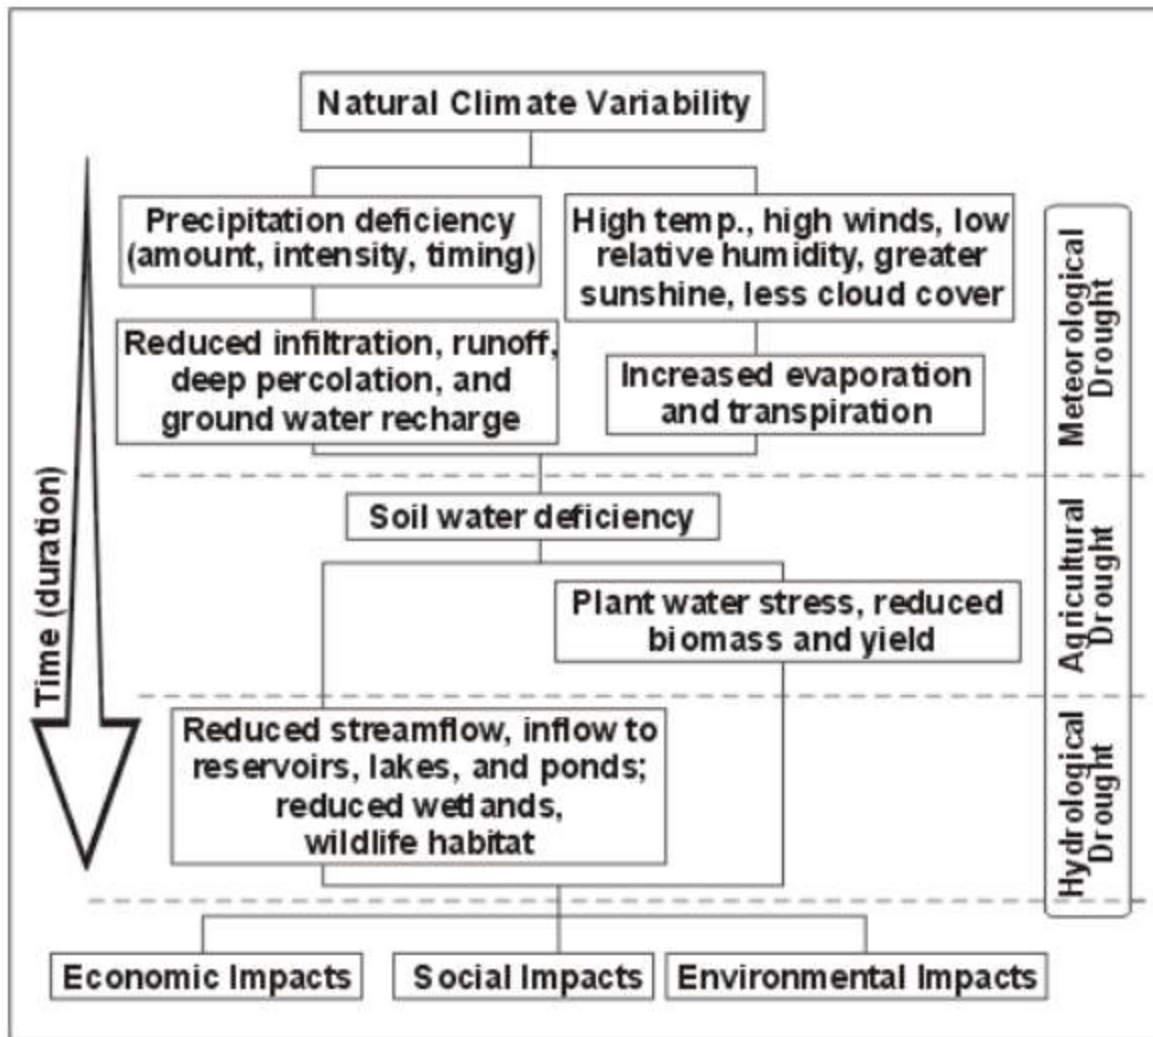 Natural Climate Variability
Precipitation deficiency
(amount, intensity, timing)
High temp., high winds, low
relative humidity, greater
sunshine, less cloud cover
Reduced infiltration, runoff,
deep percolation, and
ground water recharge
Increased evaporation
and transpiration
Soil water deficiency
Plant water stress, reduced
biomass and yield
Reduced streamflow, inflow to
reservoirs, lakes, and ponds;
reduced wetlands,
wildlife habitat
Economic Impacts
Social Impacts
Environmental Impacts
Time (duration)
Meteorological
Drought
Agricultural
Drought
Hydrological
Drought